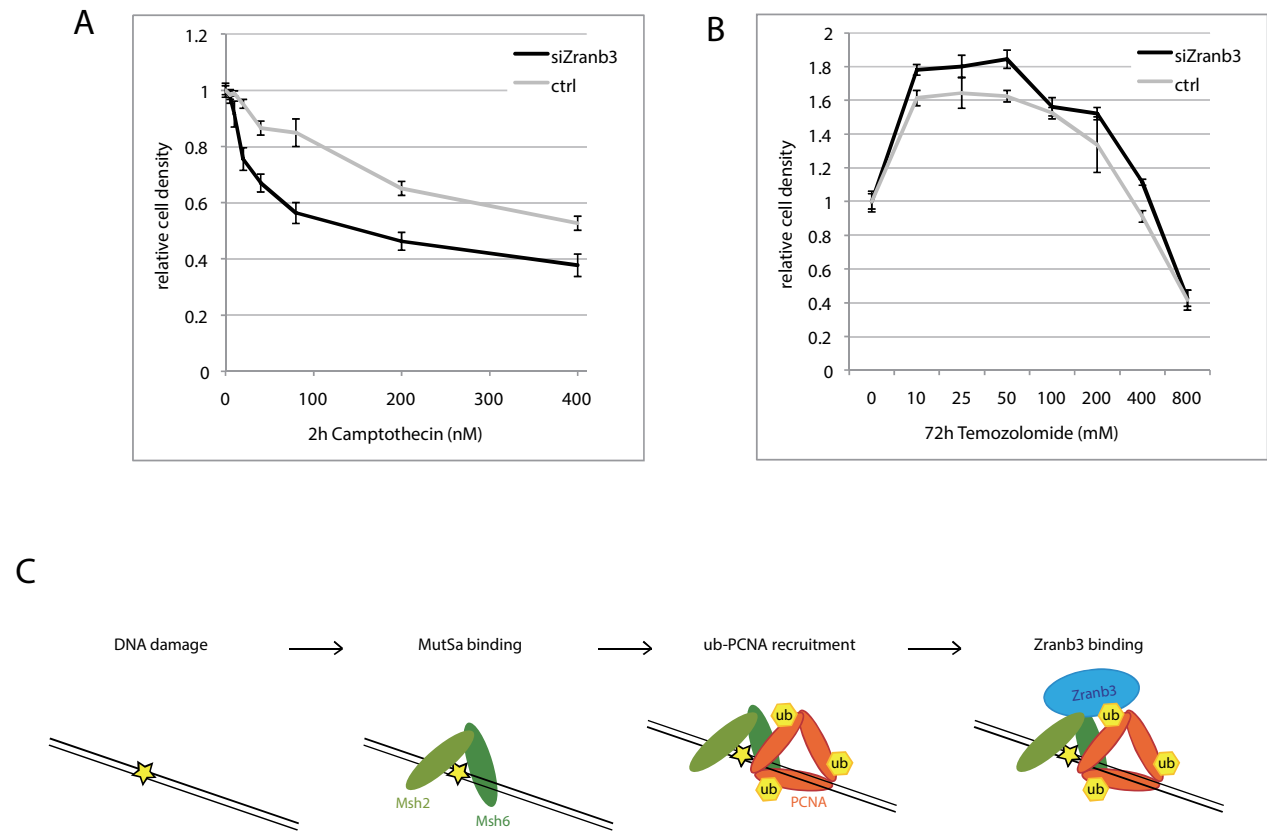 A
1.2
1
0.8
0.6
0.4
0.2
0
relative cell density
siZranb3
ctrl
0 100 200 300 400
2h Camptothecin (nM)
B
2
1.8
1.6
1.4
1.2
1
0.8
0.6
0.4
0.2
0
relative cell density
siZranb3
ctrl
0 10 25 50 100 200 400 800
72h Temozolomide (mM)
C
DNA damage
MutSa binding
ub-PCNA recruitment
Zranb3 binding
Msh2
Msh6
ub
ub
ub
PCNA
Zranb3
ub
ub
ub